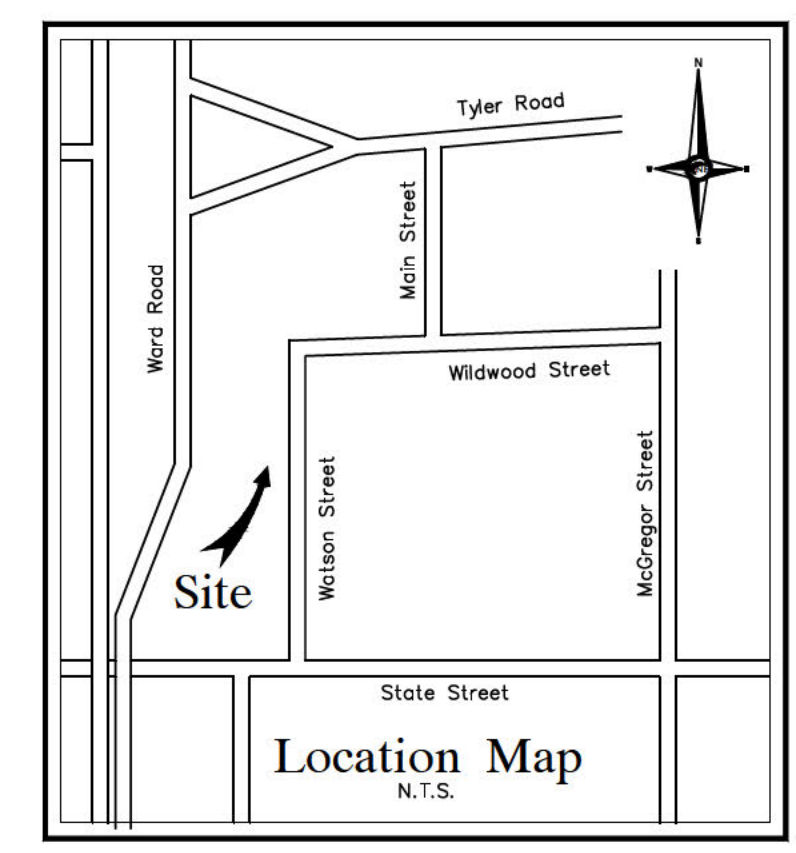 N
Tyler Road
Main Street
Ward Road
Wildwood Street
Watson Street
McGregor Street
Site
State Street
Location Map
N.T.S.
S